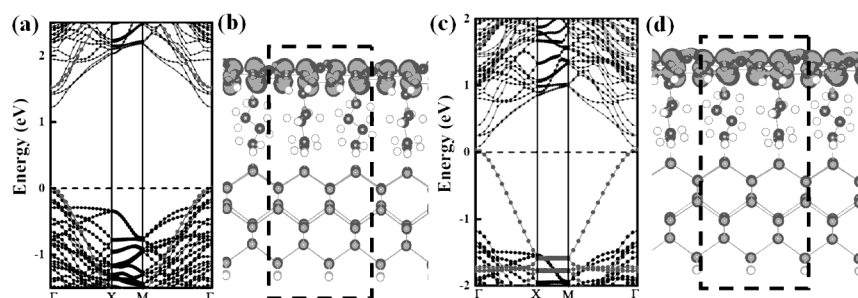 (a)
Energy (eV)
2
1
0
-1
Γ X M Γ
(b)
(c)
Energy (eV)
2
1
0
-1
-2
Γ X M Γ
(d)